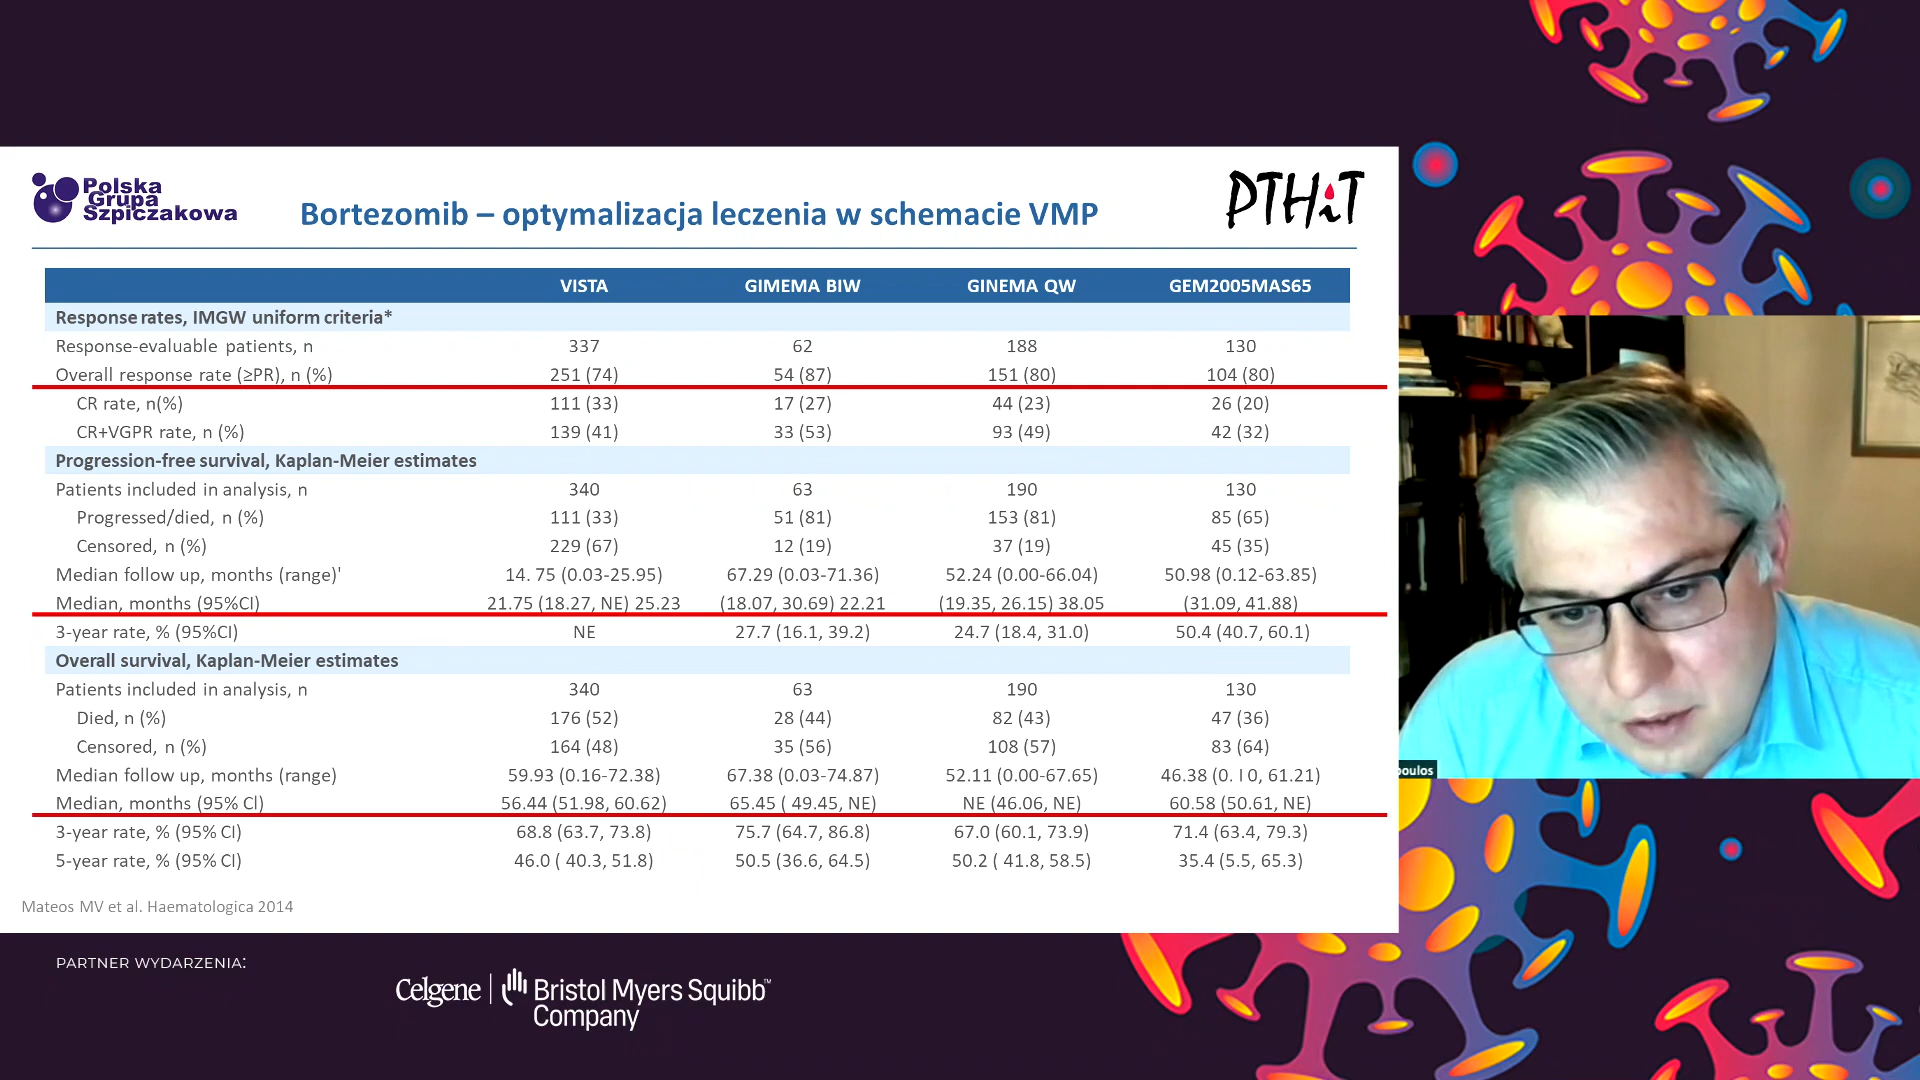 Polska
Grupa
Szpiczakowa
Bortezomib – optymalizacja leczenia w schemacie VMP
PTHiT
VISTA GIMEMA BIW GINEMA QW GEM2005MAS65
Response rates, IMGW uniform criteria*
Response-evaluable patients, n 337 62 188 130
Overall response rate (≥PR), n (%) 251 (74) 54 (87) 151 (80) 104 (80)
CR rate, n(%) 111 (33) 17 (27) 44 (23) 26 (20)
CR+VGPR rate, n (%) 139 (41) 33 (53) 93 (49) 42 (32)
Progression-free survival, Kaplan-Meier estimates
Patients included in analysis, n 340 63 190 130
Progressed/died, n (%) 111 (33) 51 (81) 153 (81) 85 (65)
Censored, n (%) 229 (67) 12 (19) 37 (19) 45 (35)
Median follow up, months (range)' 14. 75 (0.03-25.95) 67.29 (0.03-71.36) 52.24 (0.00-66.04) 50.98 (0.12-63.85)
Median, months (95%CI) 21.75 (18.27, NE) 25.23 (18.07, 30.69) 22.21 (19.35, 26.15) 38.05 (31.09, 41.88)
3-year rate, % (95%CI) NE 27.7 (16.1, 39.2) 24.7 (18.4, 31.0) 50.4 (40.7, 60.1)
Overall survival, Kaplan-Meier estimates
Patients included in analysis, n 340 63 190 130
Died, n (%) 176 (52) 28 (44) 82 (43) 47 (36)
Censored, n (%) 164 (48) 35 (56) 108 (57) 83 (64)
Median follow up, months (range) 59.93 (0.16-72.38) 67.38 (0.03-74.87) 52.11 (0.00-67.65) 46.38 (0. I 0, 61.21)
Median, months (95% Cl) 56.44 (51.98, 60.62) 65.45 ( 49.45, NE) NE (46.06, NE) 60.58 (50.61, NE)
3-year rate, % (95% CI) 68.8 (63.7, 73.8) 75.7 (64.7, 86.8) 67.0 (60.1, 73.9) 71.4 (63.4, 79.3)
5-year rate, % (95% CI) 46.0 ( 40.3, 51.8) 50.5 (36.6, 64.5) 50.2 ( 41.8, 58.5) 35.4 (5.5, 65.3)
Mateos MV et al. Haematologica 2014
oulos
PARTNER WYDARZENIA:
Celgene | Bristol Myers Squibb™
Company